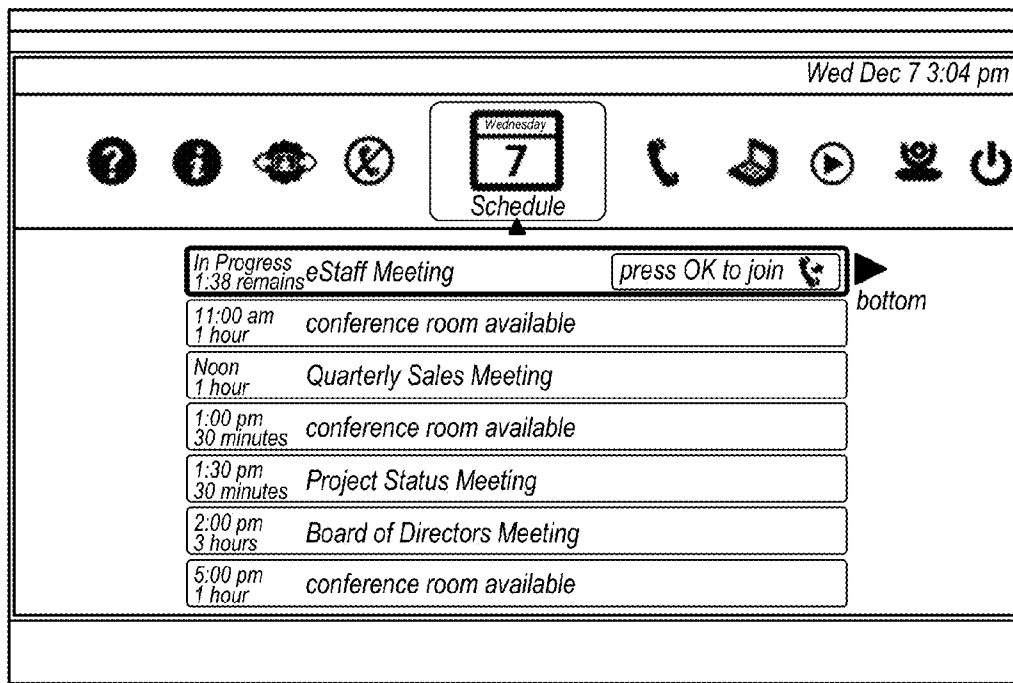 Wed Dec 7 3:04 pm
Wednesday
7
Schedule
In Progress
1:38 remains
eStaff Meeting
press OK to join
bottom
11:00 am
1 hour
conference room available
Noon
1 hour
Quarterly Sales Meeting
1:00 pm
30 minutes
conference room available
1:30 pm
30 minutes
Project Status Meeting
2:00 pm
3 hours
Board of Directors Meeting
5:00 pm
1 hour
conference room available